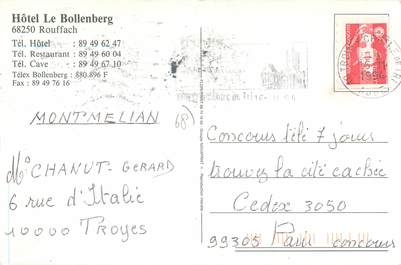 Hôtel Le Bollenberg
68250 Rouffach
Tél. Hôtel : 89 49 62 47
Tél. Restaurant : 89 49 60 04
Tél. Cave : 89 49 67 10
Télex Bollenberg : 880 896 F
Fax : 89 49 76 16
MONTMELIAN (68)
CHANUT - GERARD
6 rue d'Italie
10000 Troyes
Concours Télé 7 jours
trouvez la cité cachée
Cedex 3050
99305 Paris concours